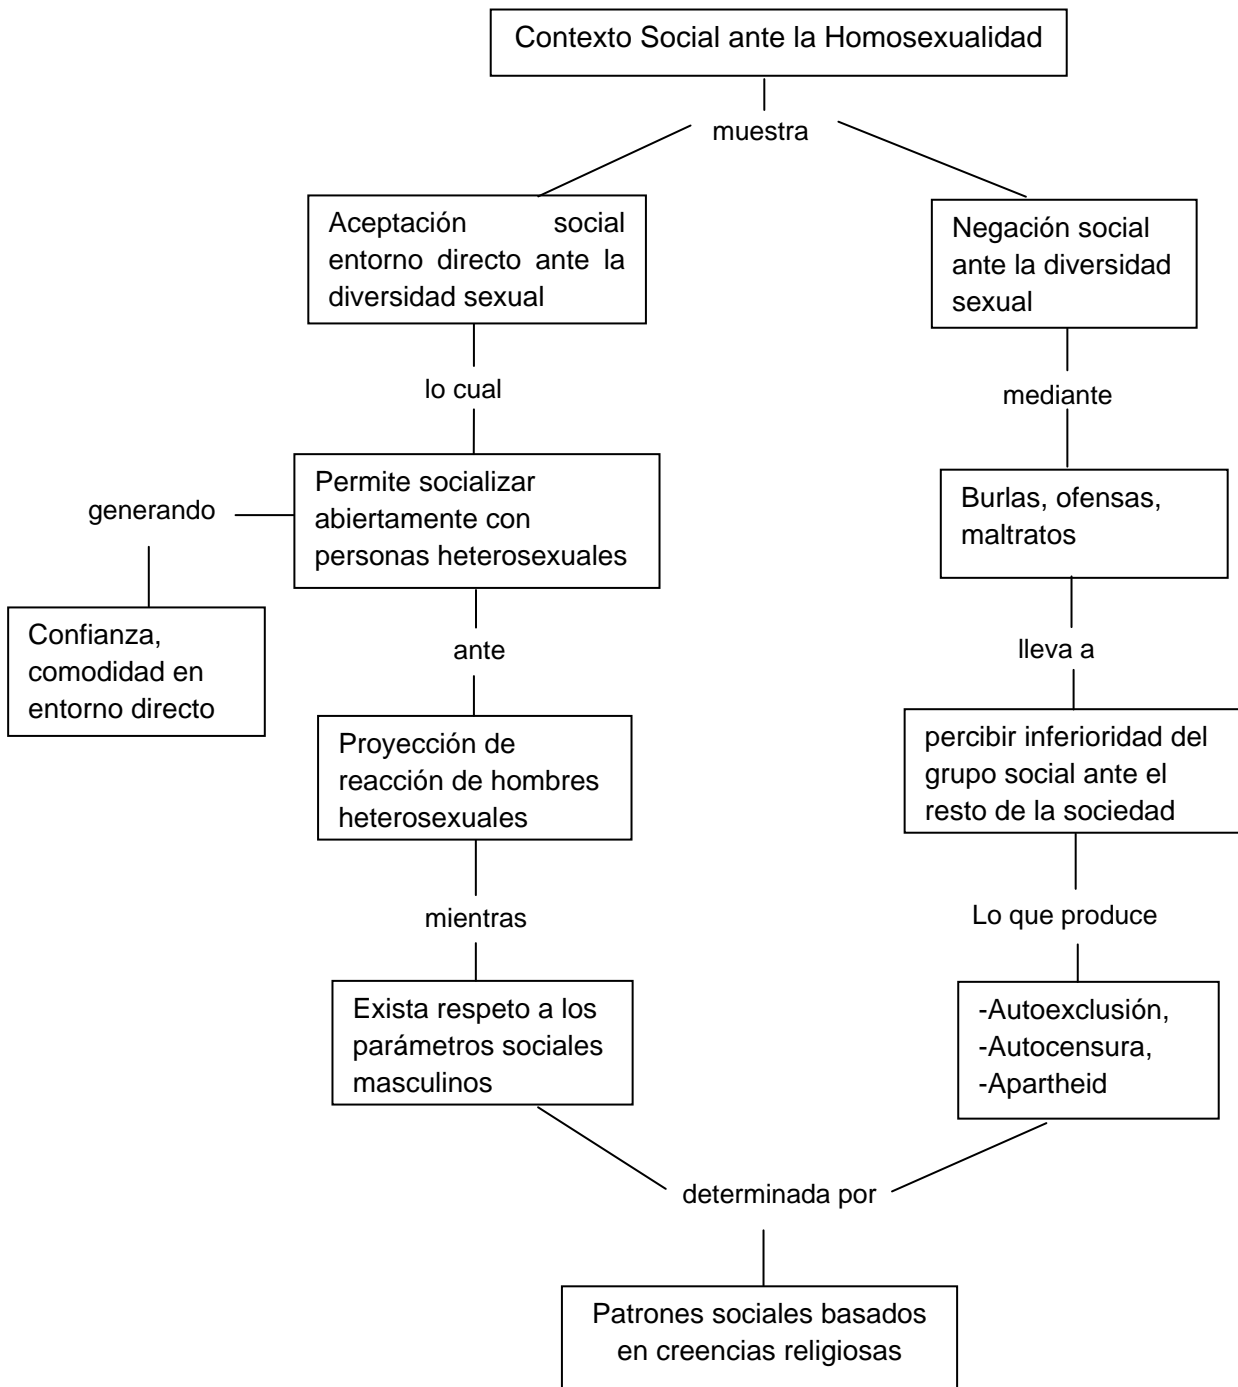 Contexto Social ante la Homosexualidad
muestra
Aceptación social
entorno directo ante la
diversidad sexual
Negación social
ante la diversidad
sexual
lo cual
mediante
Permite socializar
abiertamente con
personas heterosexuales
generando
Burlas, ofensas,
maltratos
Confianza,
comodidad en
entorno directo
ante
lleva a
Proyección de
reacción de hombres
heterosexuales
percibir inferioridad del
grupo social ante el
resto de la sociedad
mientras
Lo que produce
Exista respeto a los
parámetros sociales
masculinos
-Autoexclusión,
-Autocensura,
-Apartheid
determinada por
Patrones sociales basados
en creencias religiosas